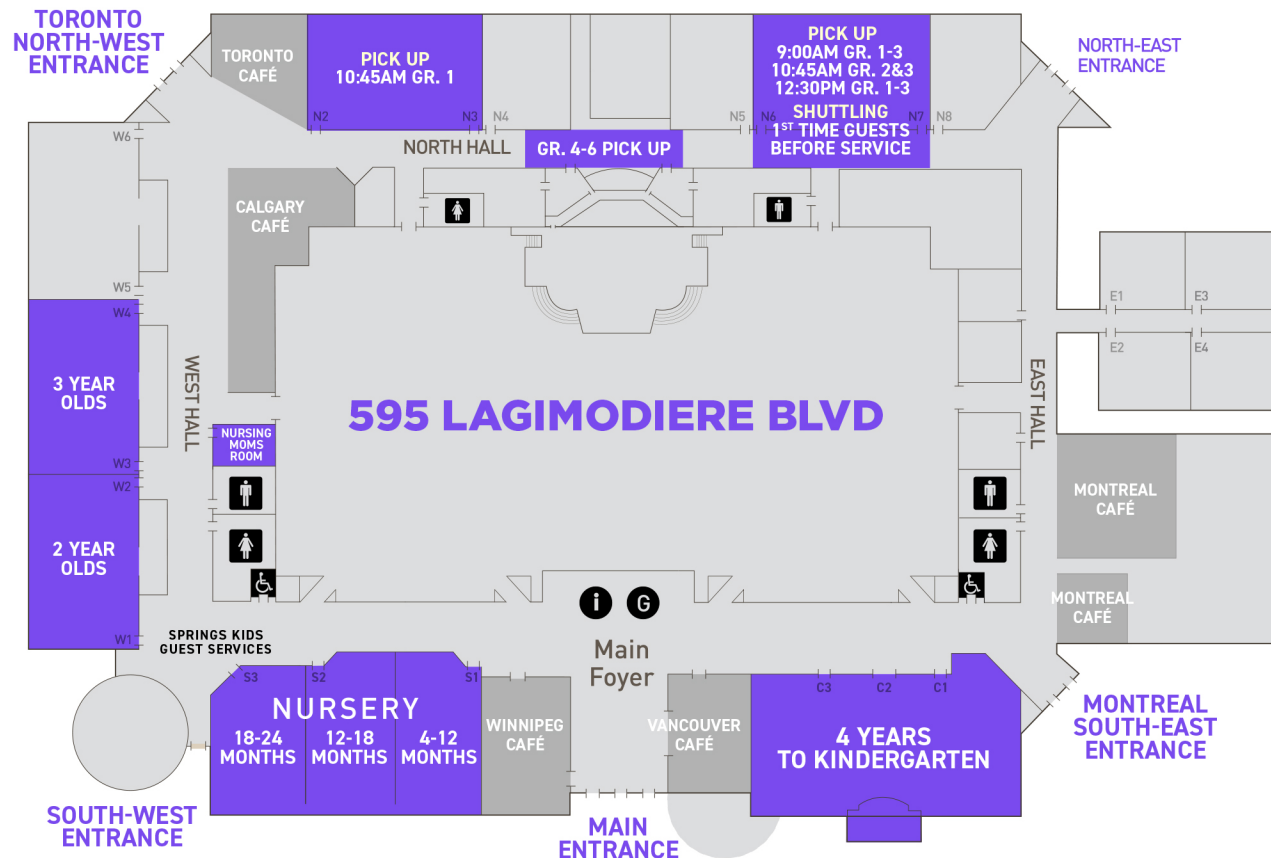 TORONTO
NORTH-WEST
ENTRANCE
TORONTO
CAFÉ
PICK UP
10:45AM GR. 1
PICK UP
9:00AM GR. 1-3
10:45AM GR. 2&3
12:30PM GR. 1-3
SHUTTLING
1ST TIME GUESTS
BEFORE SERVICE
NORTH-EAST
ENTRANCE
N2
N3
N4
N5
N6
N7
N8
W6
NORTH HALL
GR. 4-6 PICK UP
CALGARY
CAFÉ
W5
W4
E1
E3
E2
E4
3 YEAR
OLDS
WEST HALL
595 LAGIMODIERE BLVD
EAST HALL
NURSING
MOMS
ROOM
W3
W2
MONTREAL
CAFÉ
2 YEAR
OLDS
i
G
MONTREAL
CAFÉ
W1
SPRINGS KIDS
GUEST SERVICES
Main
Foyer
S3
S2
S1
C3
C2
C1
NURSERY
18-24
MONTHS
12-18
MONTHS
4-12
MONTHS
WINNIPEG
CAFÉ
VANCOUVER
CAFÉ
4 YEARS
TO KINDERGARTEN
MONTREAL
SOUTH-EAST
ENTRANCE
SOUTH-WEST
ENTRANCE
MAIN
ENTRANCE